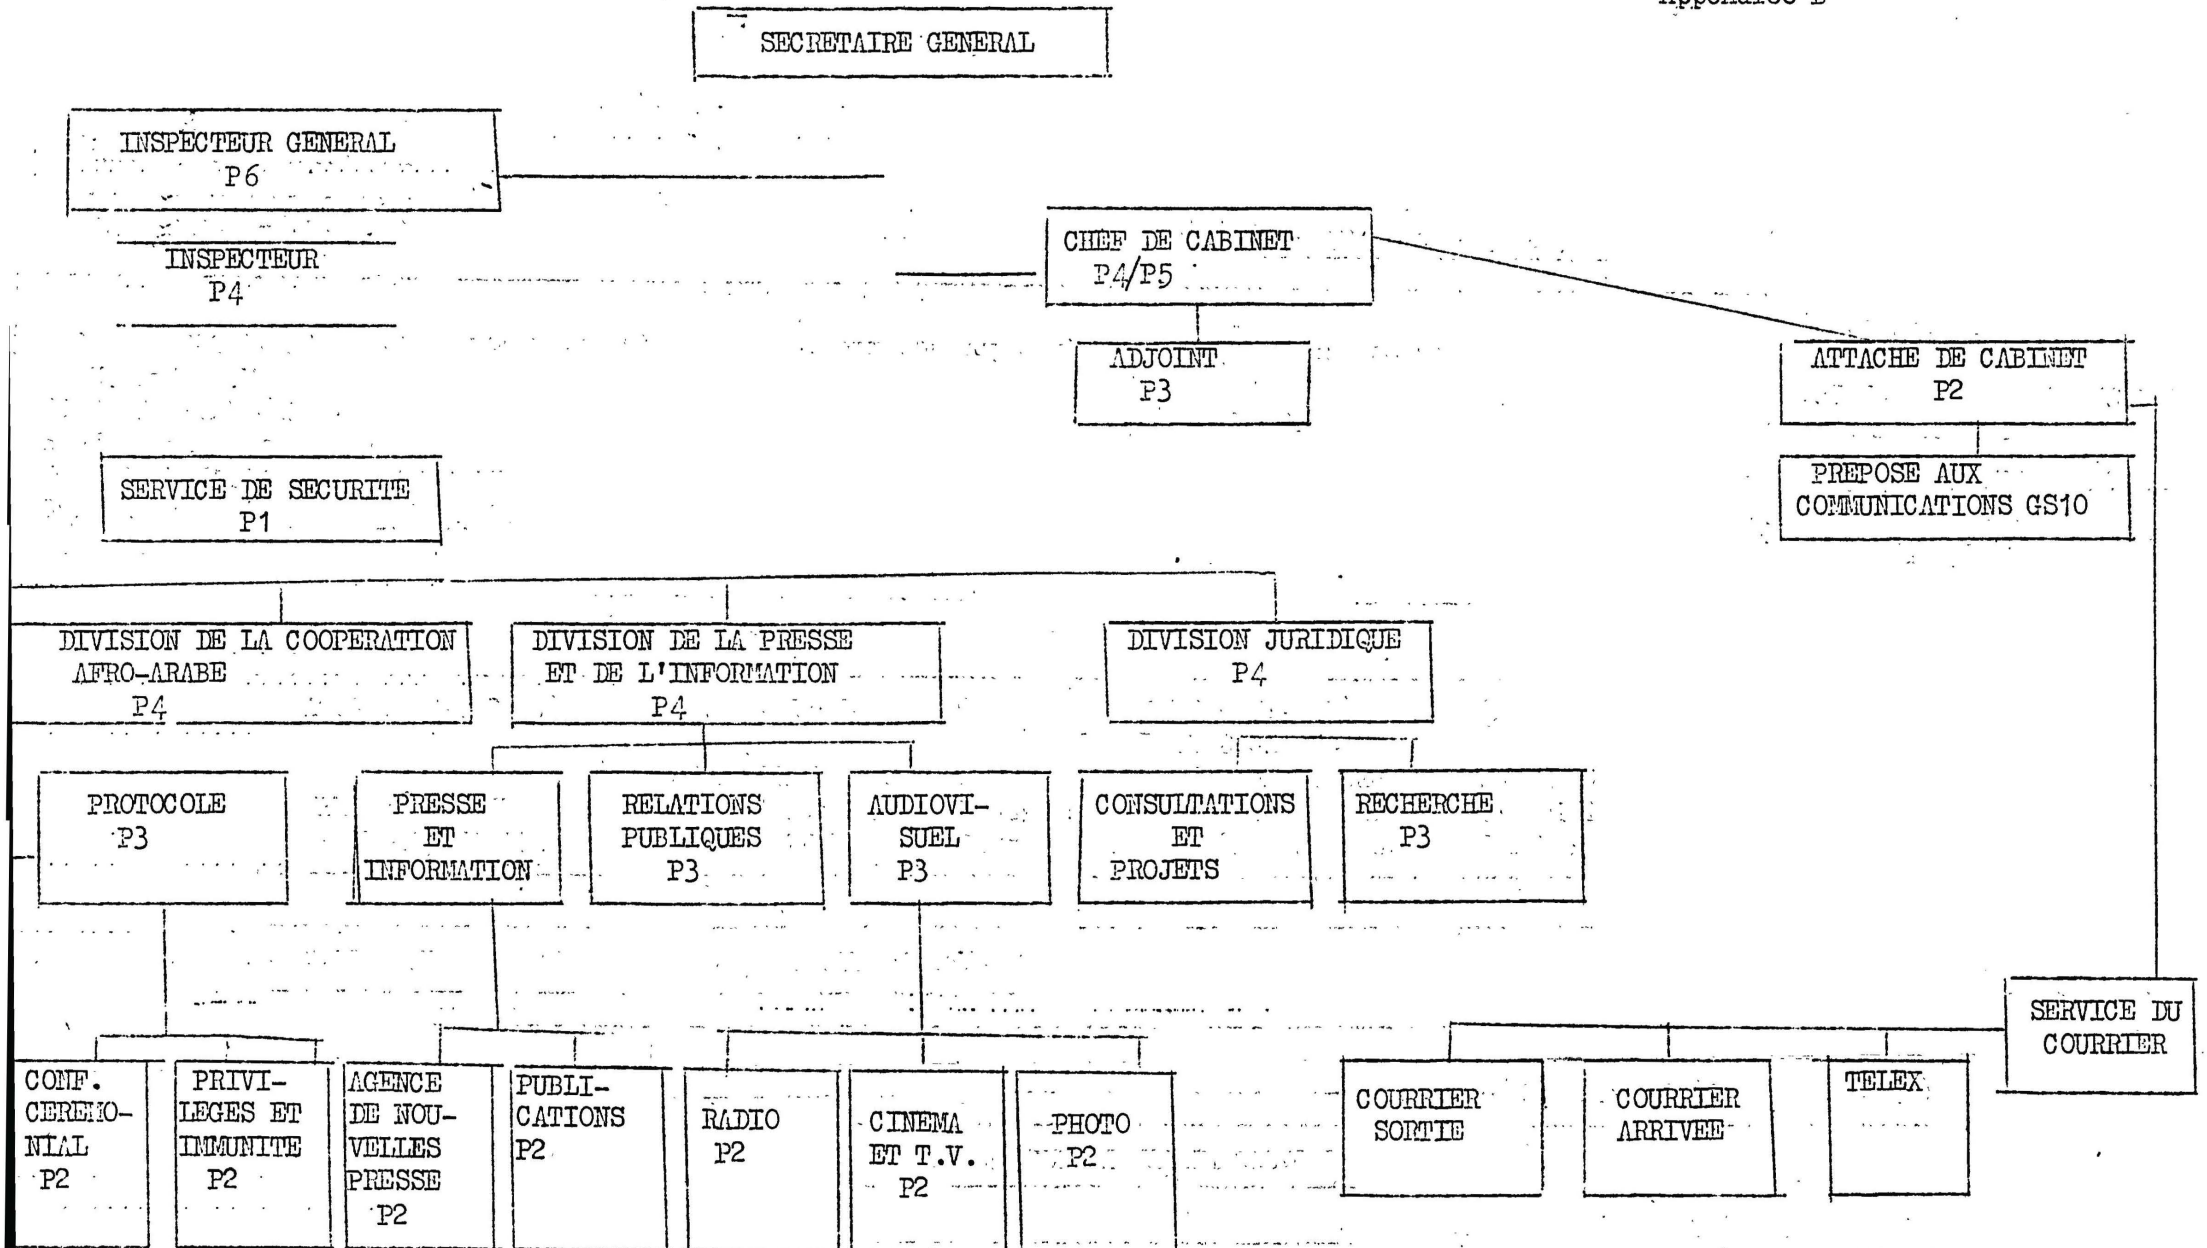 SECRETAIRE GENERAL
INSPECTEUR GENERAL
P6
INSPECTEUR
P4
CHEF DE CABINET
P4/P5
ADJOINT
P3
ATTACHE DE CABINET
P2
PREPOSE AUX
COMMUNICATIONS GS10
SERVICE DE SECURITE
P1
DIVISION DE LA COOPERATION
AFRO-ARABE
P4
DIVISION DE LA PRESSE
ET DE L'INFORMATION
P4
DIVISION JURIDIQUE
P4
PROTOCOLE
P3
PRESSE
ET
INFORMATION
RELATIONS
PUBLIQUES
P3
AUDIOVI-
SUEL
P3
CONSULTATIONS
ET
PROJETS
RECHERCHE
P3
SERVICE DU
COURRIER
CONF.
CEREMO-
NIAL
P2
PRIVI-
LEGES ET
IMMUNITE
P2
AGENCE
DE NOU-
VELLES
PRESSE
P2
PUBLI-
CATIONS
P2
RADIO
P2
CINEMA
ET T.V.
P2
PHOTO
P2
COURRIER
SORTIE
COURRIER
ARRIVEE
TELEX